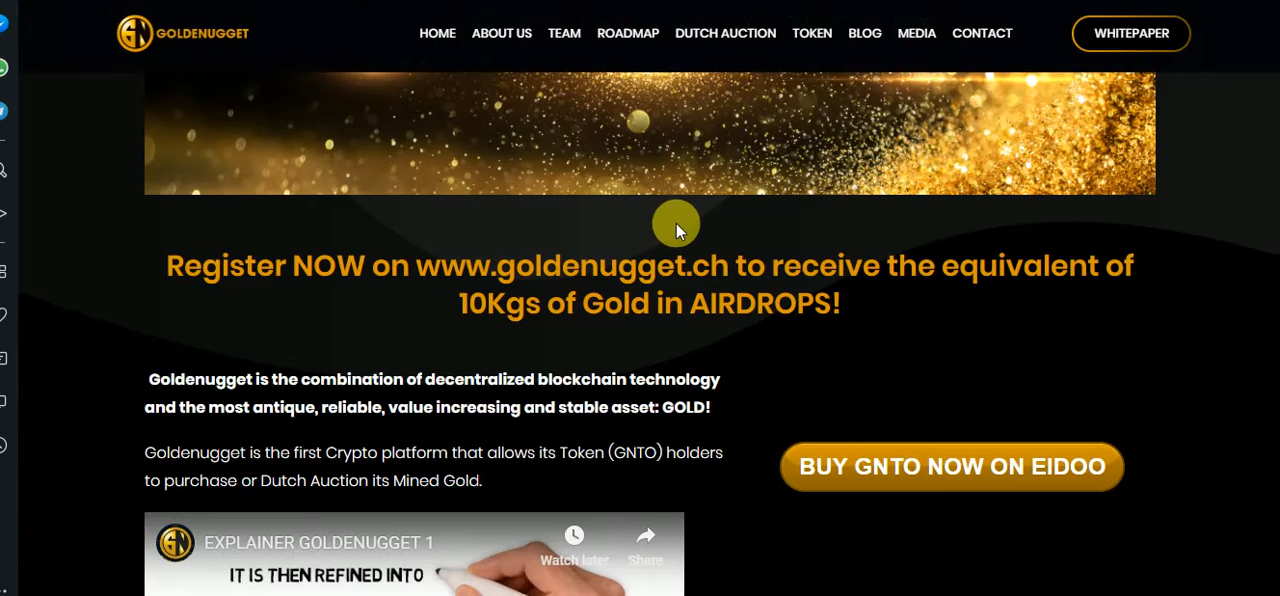 GN GOLDENUGGET
HOME ABOUT US TEAM ROADMAP DUTCH AUCTION TOKEN BLOG MEDIA CONTACT WHITEPAPER
Register NOW on www.goldenugget.ch to receive the equivalent of
10Kgs of Gold in AIRDROPS!
Goldenugget is the combination of decentralized blockchain technology
and the most antique, reliable, value increasing and stable asset: GOLD!
Goldenugget is the first Crypto platform that allows its Token (GNTO) holders
to purchase or Dutch Auction its Mined Gold.
BUY GNTO NOW ON EIDOO
GN EXPLAINER GOLDENUGGET 1
Watch later Share
IT IS THEN REFINED INTO